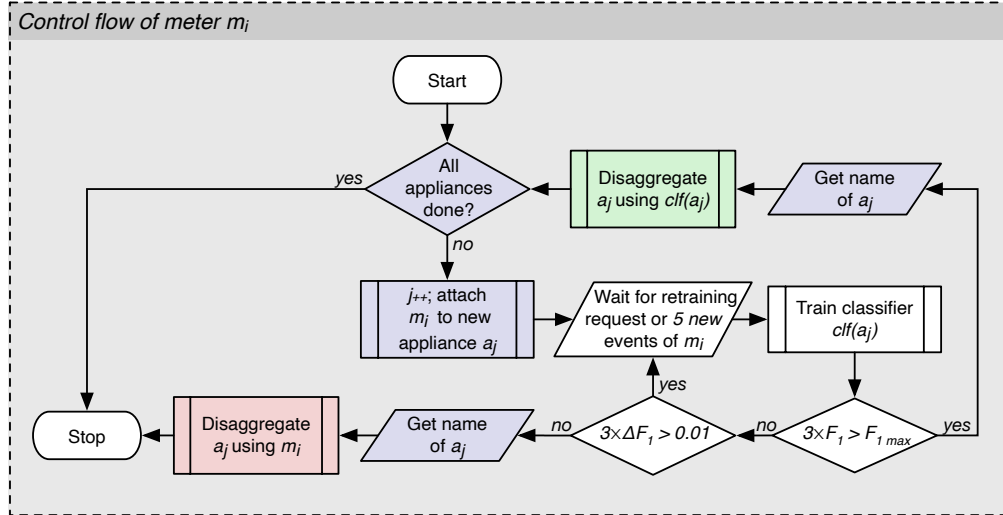 Control flow of meter mᵢ
Start
All
appliances
done?
yes
no
Disaggregate
aⱼ using clf(aⱼ)
Get name
of aⱼ
j++; attach
mᵢ to new
appliance aⱼ
Wait for retraining
request or 5 new
events of mᵢ
Train classifier
clf(aⱼ)
yes
Stop
Disaggregate
aⱼ using mᵢ
Get name
of aⱼ
no
3×ΔF₁ > 0.01
no
3×F₁ > F₁ max
yes